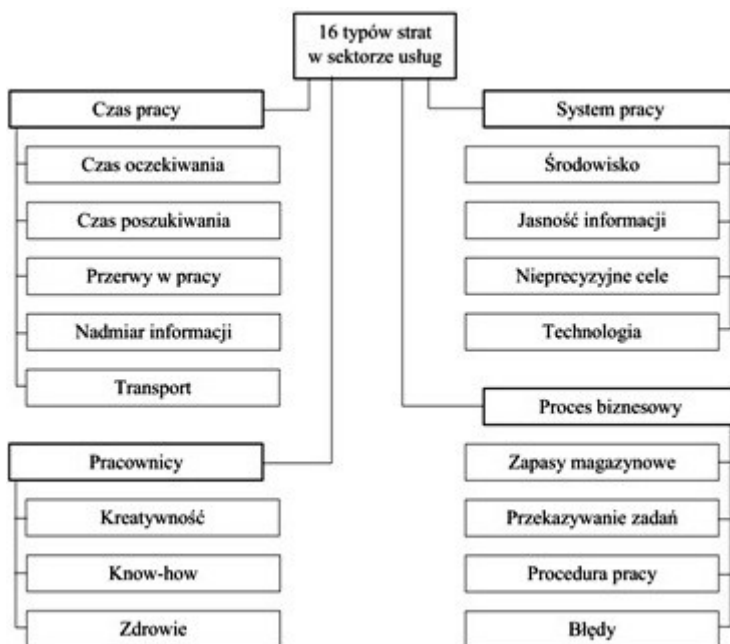 16 typów strat
w sektorze usług
Czas pracy
Czas oczekiwania
Czas poszukiwania
Przerwy w pracy
Nadmiar informacji
Transport
Pracownicy
Kreatywność
Know-how
Zdrowie
System pracy
Środowisko
Jasność informacji
Nieprecyzyjne cele
Technologia
Proces biznesowy
Zapasy magazynowe
Przekazywanie zadań
Procedura pracy
Błędy